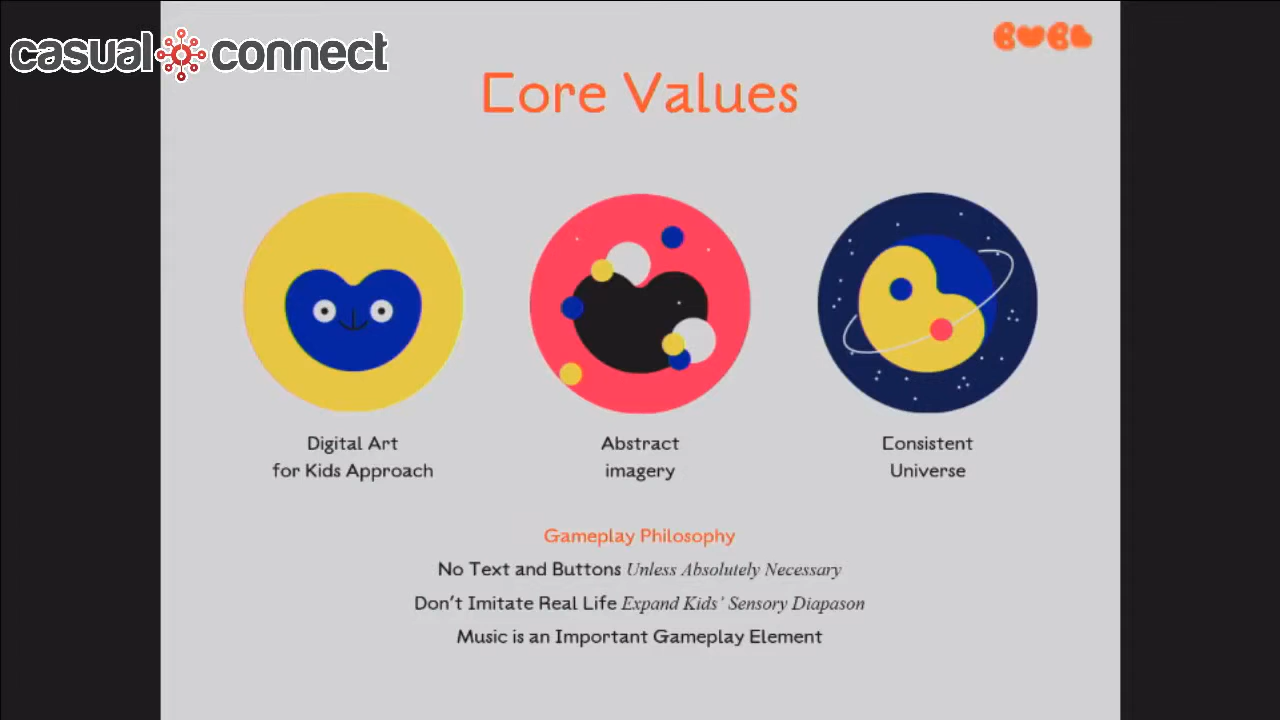 casual connect
BUBL
Core Values
Digital Art
for Kids Approach
Abstract
imagery
Consistent
Universe
Gameplay Philosophy
No Text and Buttons Unless Absolutely Necessary
Don't Imitate Real Life Expand Kids' Sensory Diapason
Music is an Important Gameplay Element